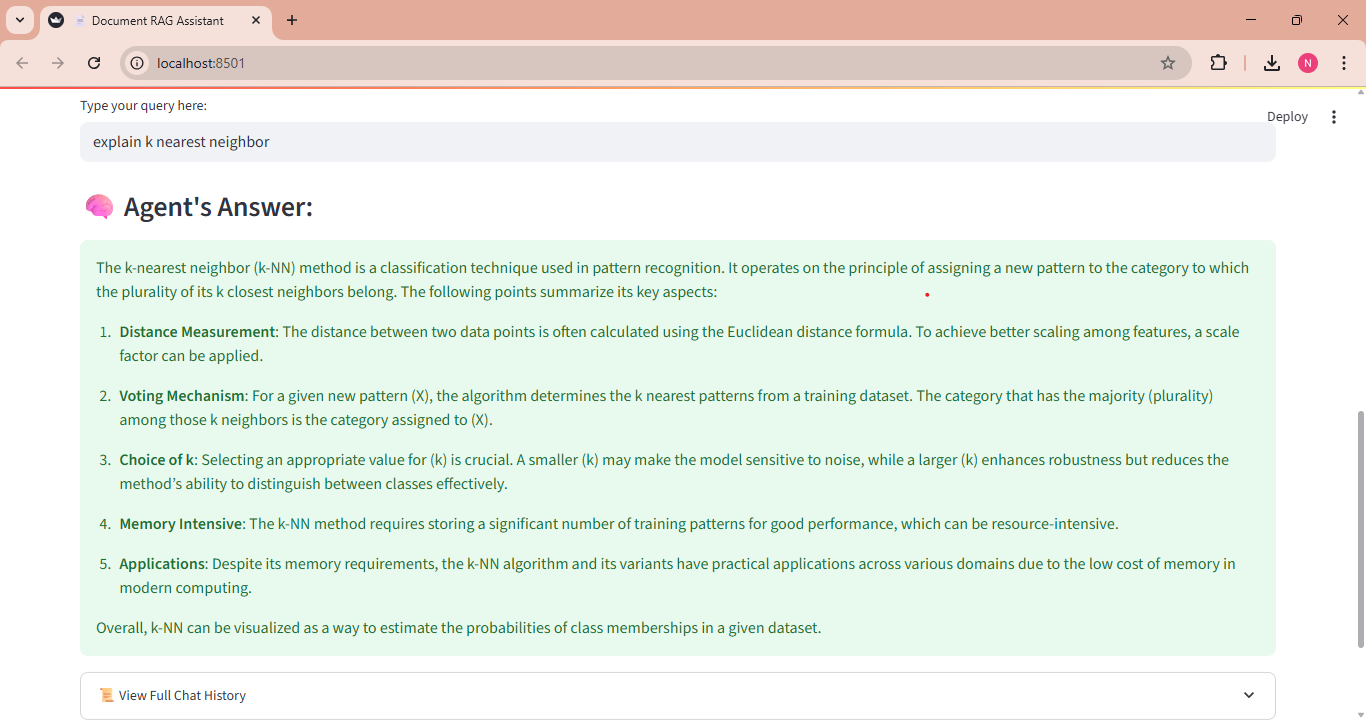 Document RAG Assistant
localhost:8501
N
Type your query here:
Deploy
explain k nearest neighbor
🧠 Agent's Answer:
The k-nearest neighbor (k-NN) method is a classification technique used in pattern recognition. It operates on the principle of assigning a new pattern to the category to which
the plurality of its k closest neighbors belong. The following points summarize its key aspects:
1. Distance Measurement: The distance between two data points is often calculated using the Euclidean distance formula. To achieve better scaling among features, a scale
factor can be applied.
2. Voting Mechanism: For a given new pattern (X), the algorithm determines the k nearest patterns from a training dataset. The category that has the majority (plurality)
among those k neighbors is the category assigned to (X).
3. Choice of k: Selecting an appropriate value for (k) is crucial. A smaller (k) may make the model sensitive to noise, while a larger (k) enhances robustness but reduces the
method’s ability to distinguish between classes effectively.
4. Memory Intensive: The k-NN method requires storing a significant number of training patterns for good performance, which can be resource-intensive.
5. Applications: Despite its memory requirements, the k-NN algorithm and its variants have practical applications across various domains due to the low cost of memory in
modern computing.
Overall, k-NN can be visualized as a way to estimate the probabilities of class memberships in a given dataset.
📜 View Full Chat History